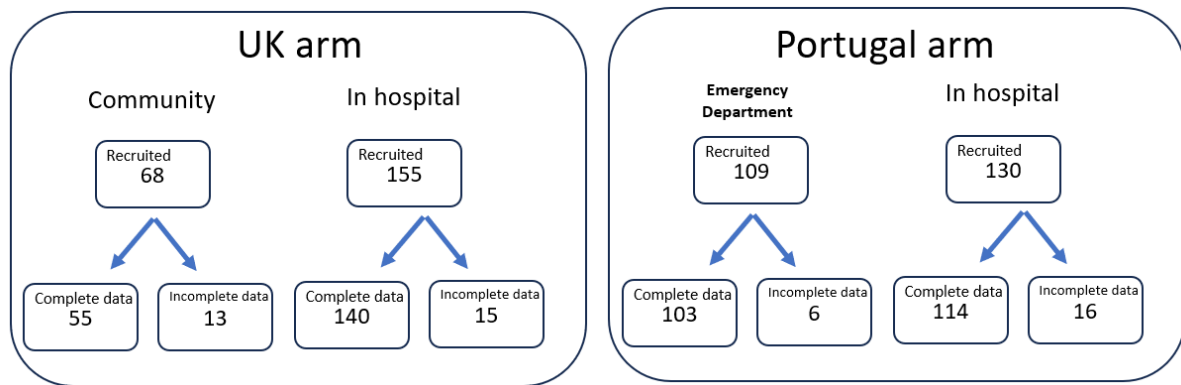 UK arm
Community
In hospital
Recruited
68
Recruited
155
Complete data
55
Incomplete data
13
Complete data
140
Incomplete data
15
Portugal arm
Emergency
Department
In hospital
Recruited
109
Recruited
130
Complete data
103
Incomplete data
6
Complete data
114
Incomplete data
16